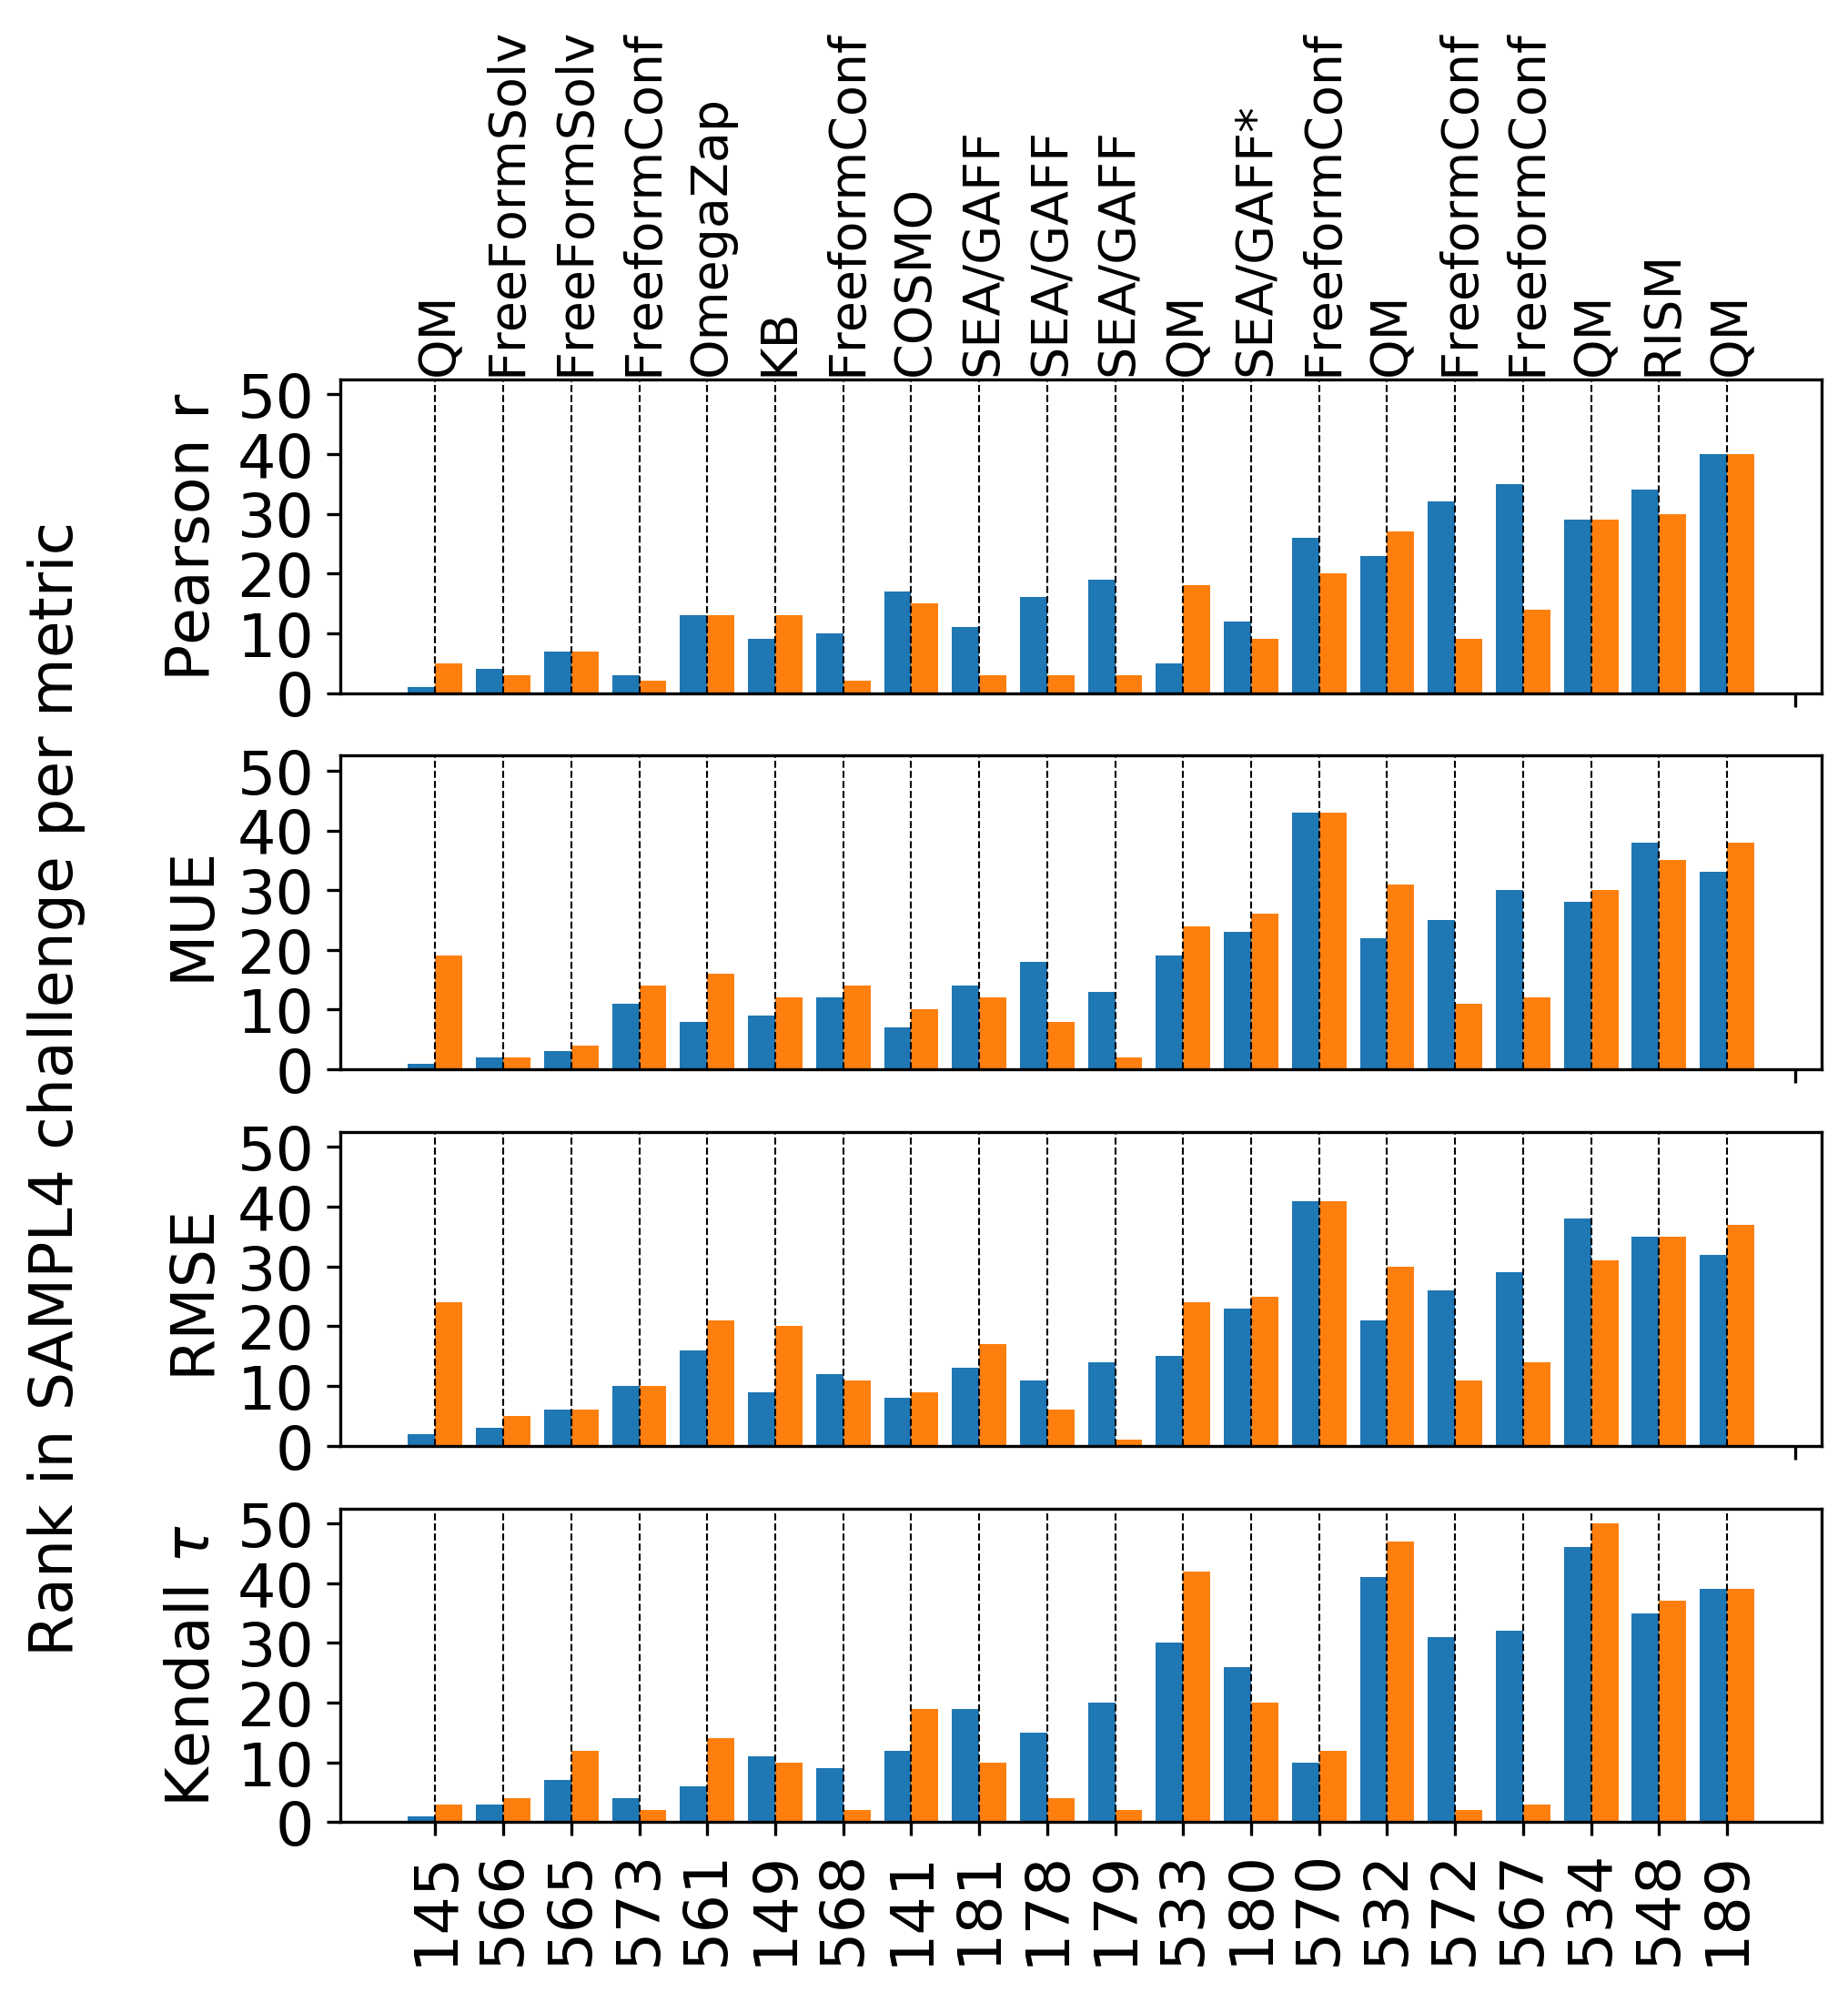 QM
FreeFormSolv
FreeFormSolv
FreeformConf
OmegaZap
KB
FreeformConf
COSMO
SEA/GAFF
SEA/GAFF
SEA/GAFF
QM
SEA/GAFF*
FreeformConf
QM
FreeformConf
FreeformConf
QM
RISM
QM
Rank in SAMPL4 challenge per metric
Pearson r
50
40
30
20
10
0
MUE
50
40
30
20
10
0
RMSE
50
40
30
20
10
0
Kendall τ
50
40
30
20
10
0
145
566
565
573
561
149
568
141
181
178
179
533
180
570
532
572
567
534
548
189